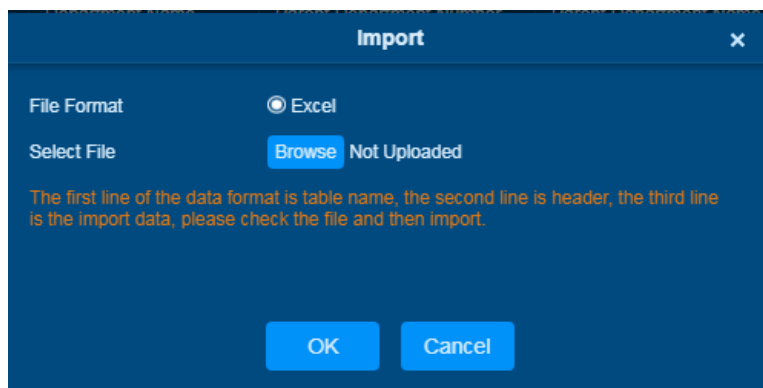 Import
×
File Format Excel
Select File Browse Not Uploaded
The first line of the data format is table name, the second line is header, the third line
is the import data, please check the file and then import.
OK Cancel